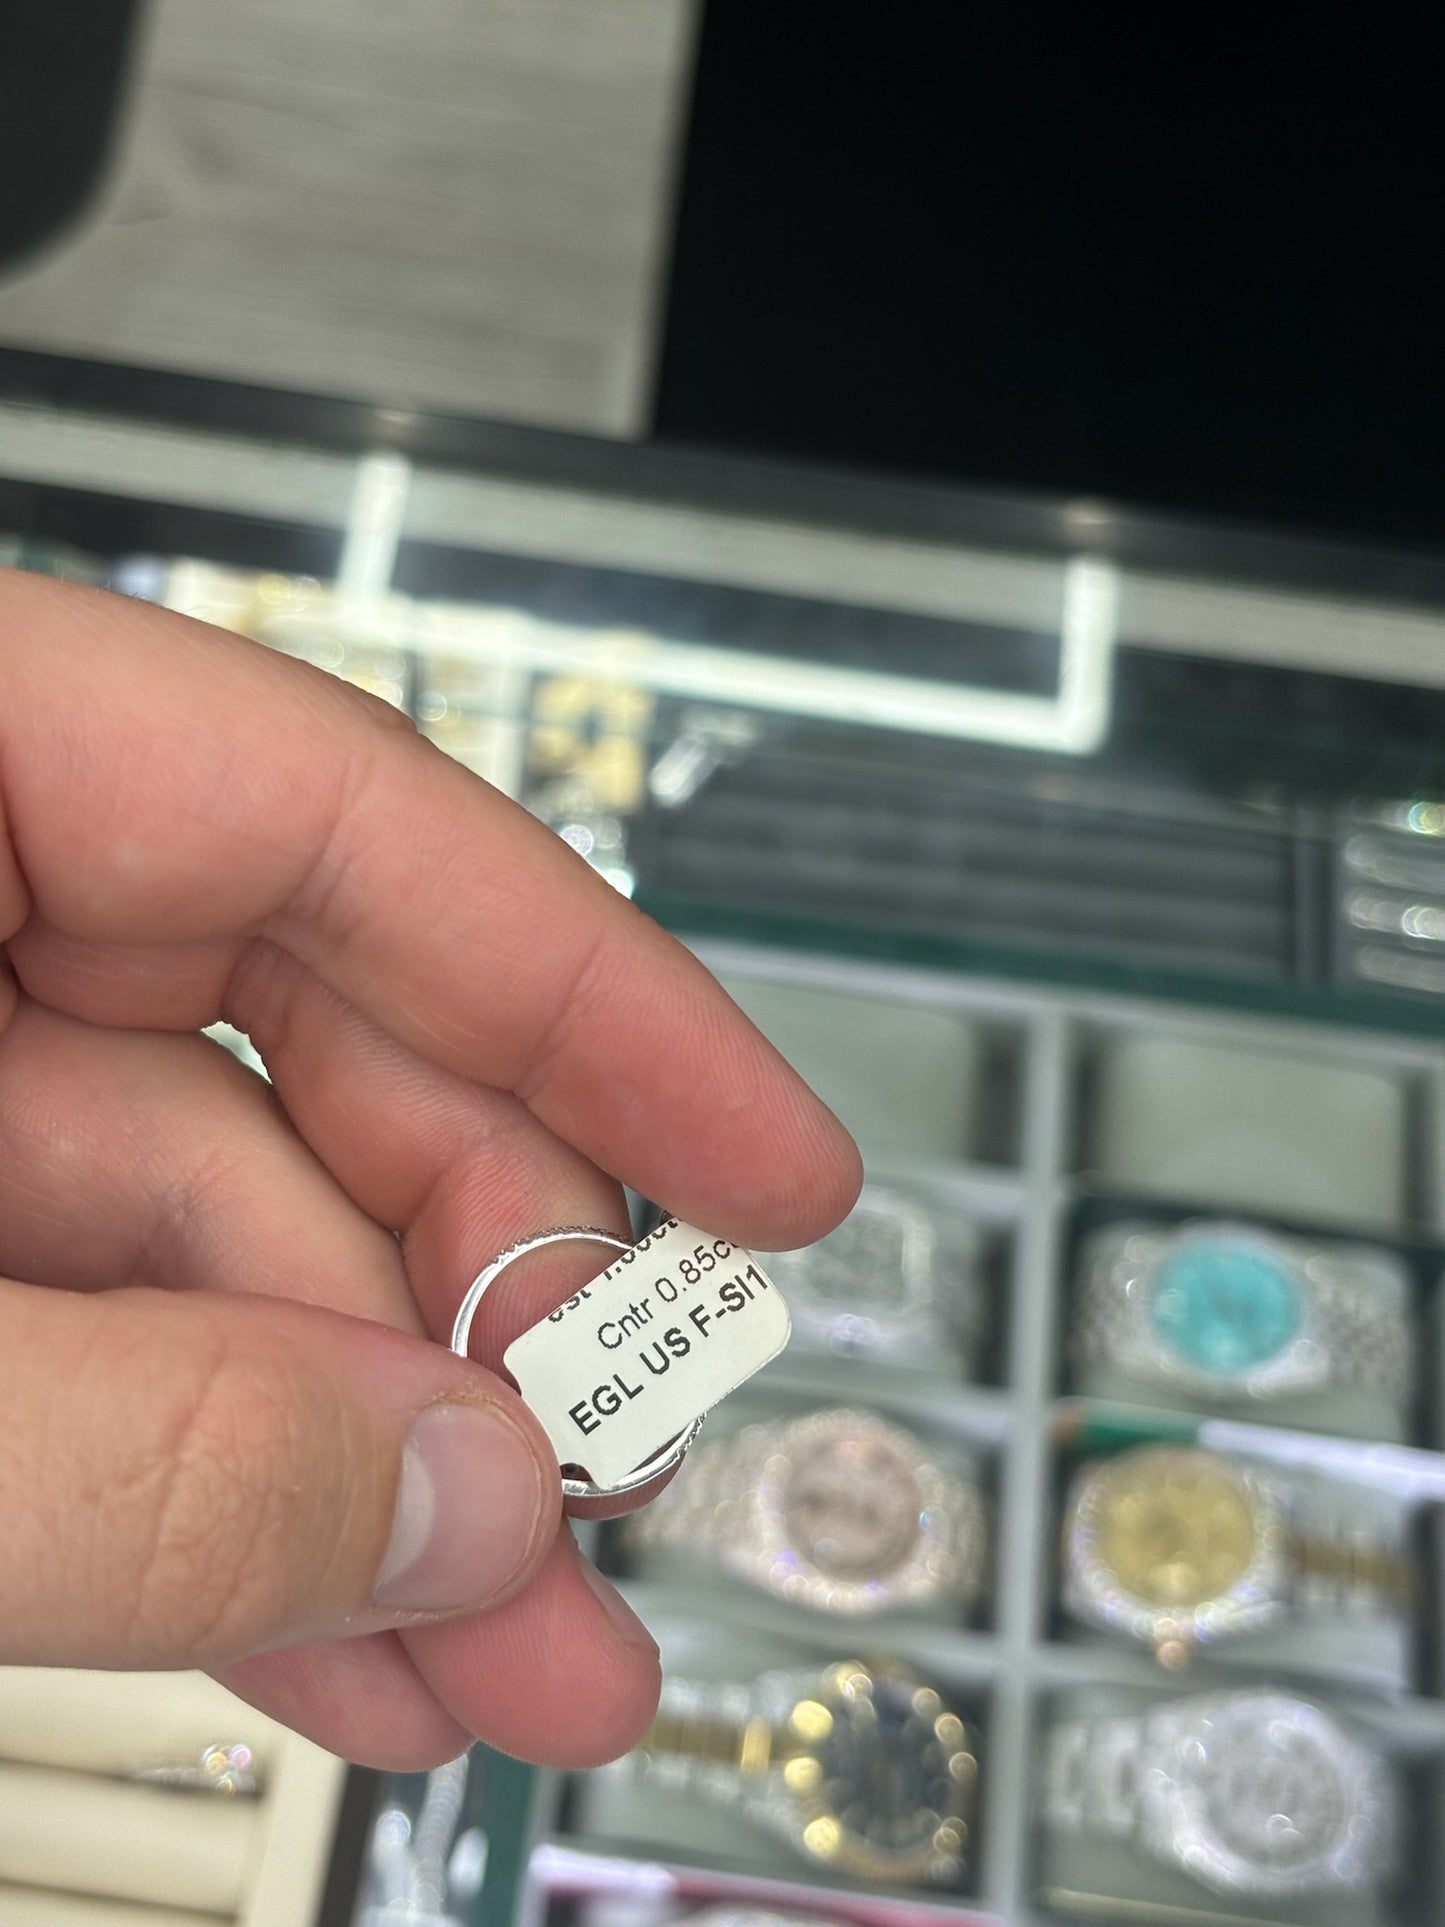 Cntr 0.85c
EGL US F-SI1